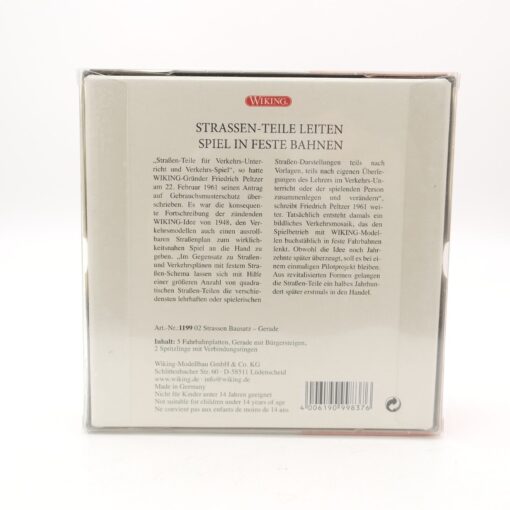 WIKING
STRASSEN-TEILE LEITEN
SPIEL IN FESTE BAHNEN
„Straßen-Teile für Verkehrs-Unter-
richt und Verkehrs-Spiel“, so hatte
WIKING-Gründer Friedrich Peltzer
am 22. Februar 1961 seinen Antrag
auf Gebrauchsmusterschutz über-
schrieben. Es war die konsequen-
te Fortschreibung der zündenden
WIKING-Idee von 1948, den Ver-
kehrsmodellen auch einen ausroll-
baren Straßenplan zum wirklich-
keitsnahen Spiel an die Hand zu
geben. „Im Gegensatz zu Straßen-
und Verkehrsplänen mit festem Stra-
ßen-Schema lassen sich mit Hilfe
einer größeren Anzahl von quadra-
tischen Straßen-Teilen die verschie-
densten lehrhaften oder spielerischen
Straßen-Darstellungen teils nach
Vorlagen, teils nach eigenen Überle-
gungen des Lehrers im Verkehrs-Un-
terricht oder der spielenden Person
zusammenlegen und verändern“,
schreibt Friedrich Peltzer 1961 wei-
ter. Tatsächlich entsteht damals ein
bildliches Verkehrsmosaik, das den
Spielbetrieb mit WIKING-Model-
len buchstäblich in feste Fahrbahnen
lenkt. Obwohl die Idee noch Jahr-
zehnte später überzeugt, soll es bei ei-
nem einmaligen Pilotprojekt bleiben.
Aus revitalisierten Formen gelangen
die Straßen-Teile ein halbes Jahrhun-
dert später erstmals in den Handel.
Art.-Nr. 1199 02 Strassen Bausatz – Gerade
Inhalt: 5 Fahrbahnplatten, Gerade mit Bürgersteigen,
2 Spritzlinge mit Verbindungsringen
Wiking-Modellbau GmbH & Co. KG
Schlittenbacher Str. 60 · D-58511 Lüdenscheid
www.wiking.de · info@wiking.de
Made in Germany
Nicht für Kinder unter 14 Jahren geeignet
Not suitable for children under 14 years of age
Ne convient pas aux enfants de moins de 14 ans
4 006190 998376